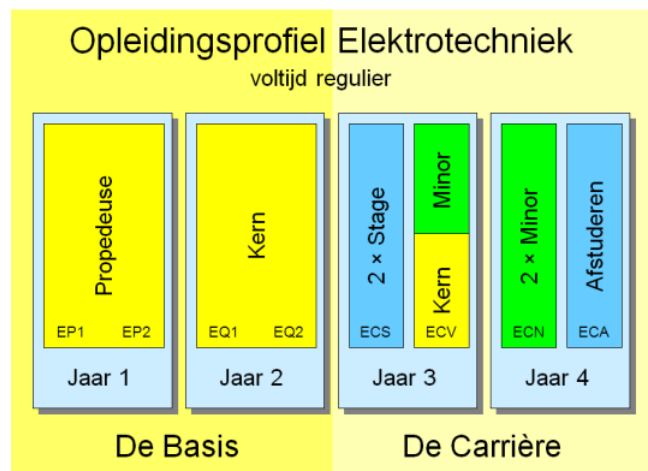 Opleidingsprofiel Elektrotechniek
voltijd regulier
Propedeuse
EP1 EP2
Jaar 1
Kern
EQ1 EQ2
Jaar 2
2 × Stage
ECS
Minor
Kern
ECV
Jaar 3
2 × Minor
ECN
Afstuderen
ECA
Jaar 4
De Basis
De Carrière